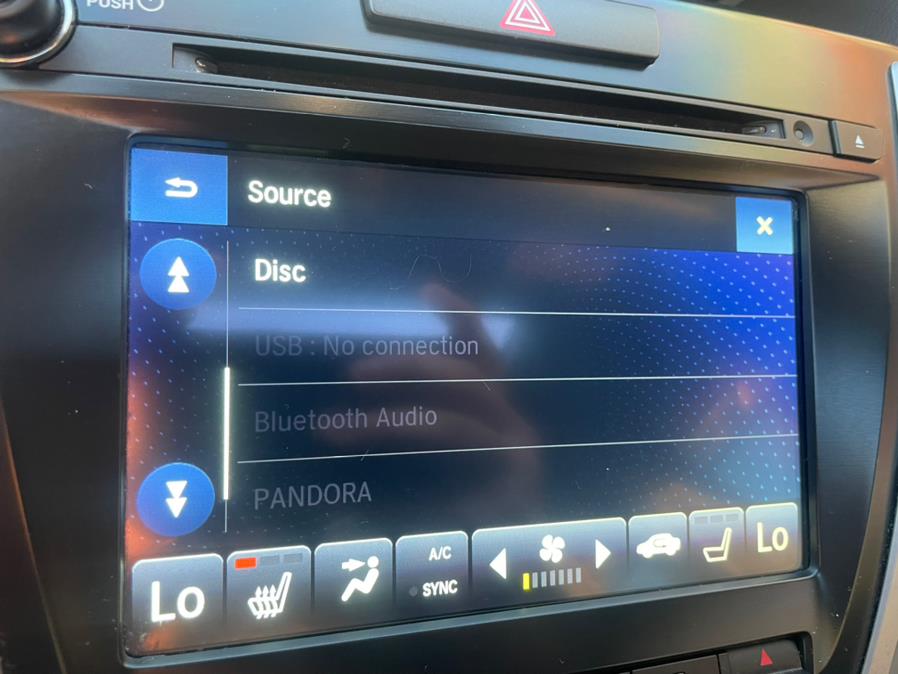 PUSH
Source
Disc
USB : No connection
Bluetooth Audio
PANDORA
Lo
A/C
SYNC
Lo